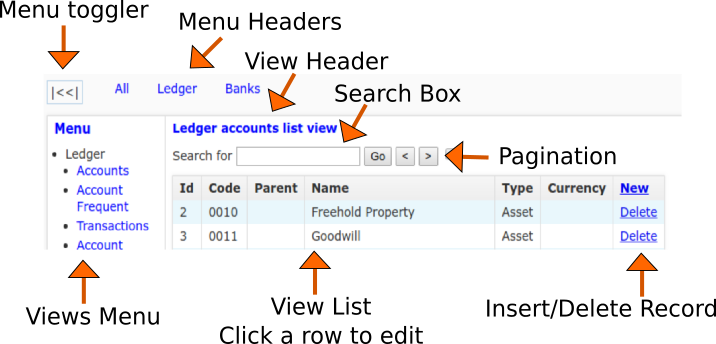 Menu toggler
Menu Headers
View Header
Search Box
|<<| All Ledger Banks
Menu
Ledger accounts list view
Search for Go < >
Pagination
Ledger
Accounts
Account
Frequent
Transactions
Account
Id Code Parent Name Type Currency New
2 0010 Freehold Property Asset Delete
3 0011 Goodwill Asset Delete
Views Menu
View List
Click a row to edit
Insert/Delete Record